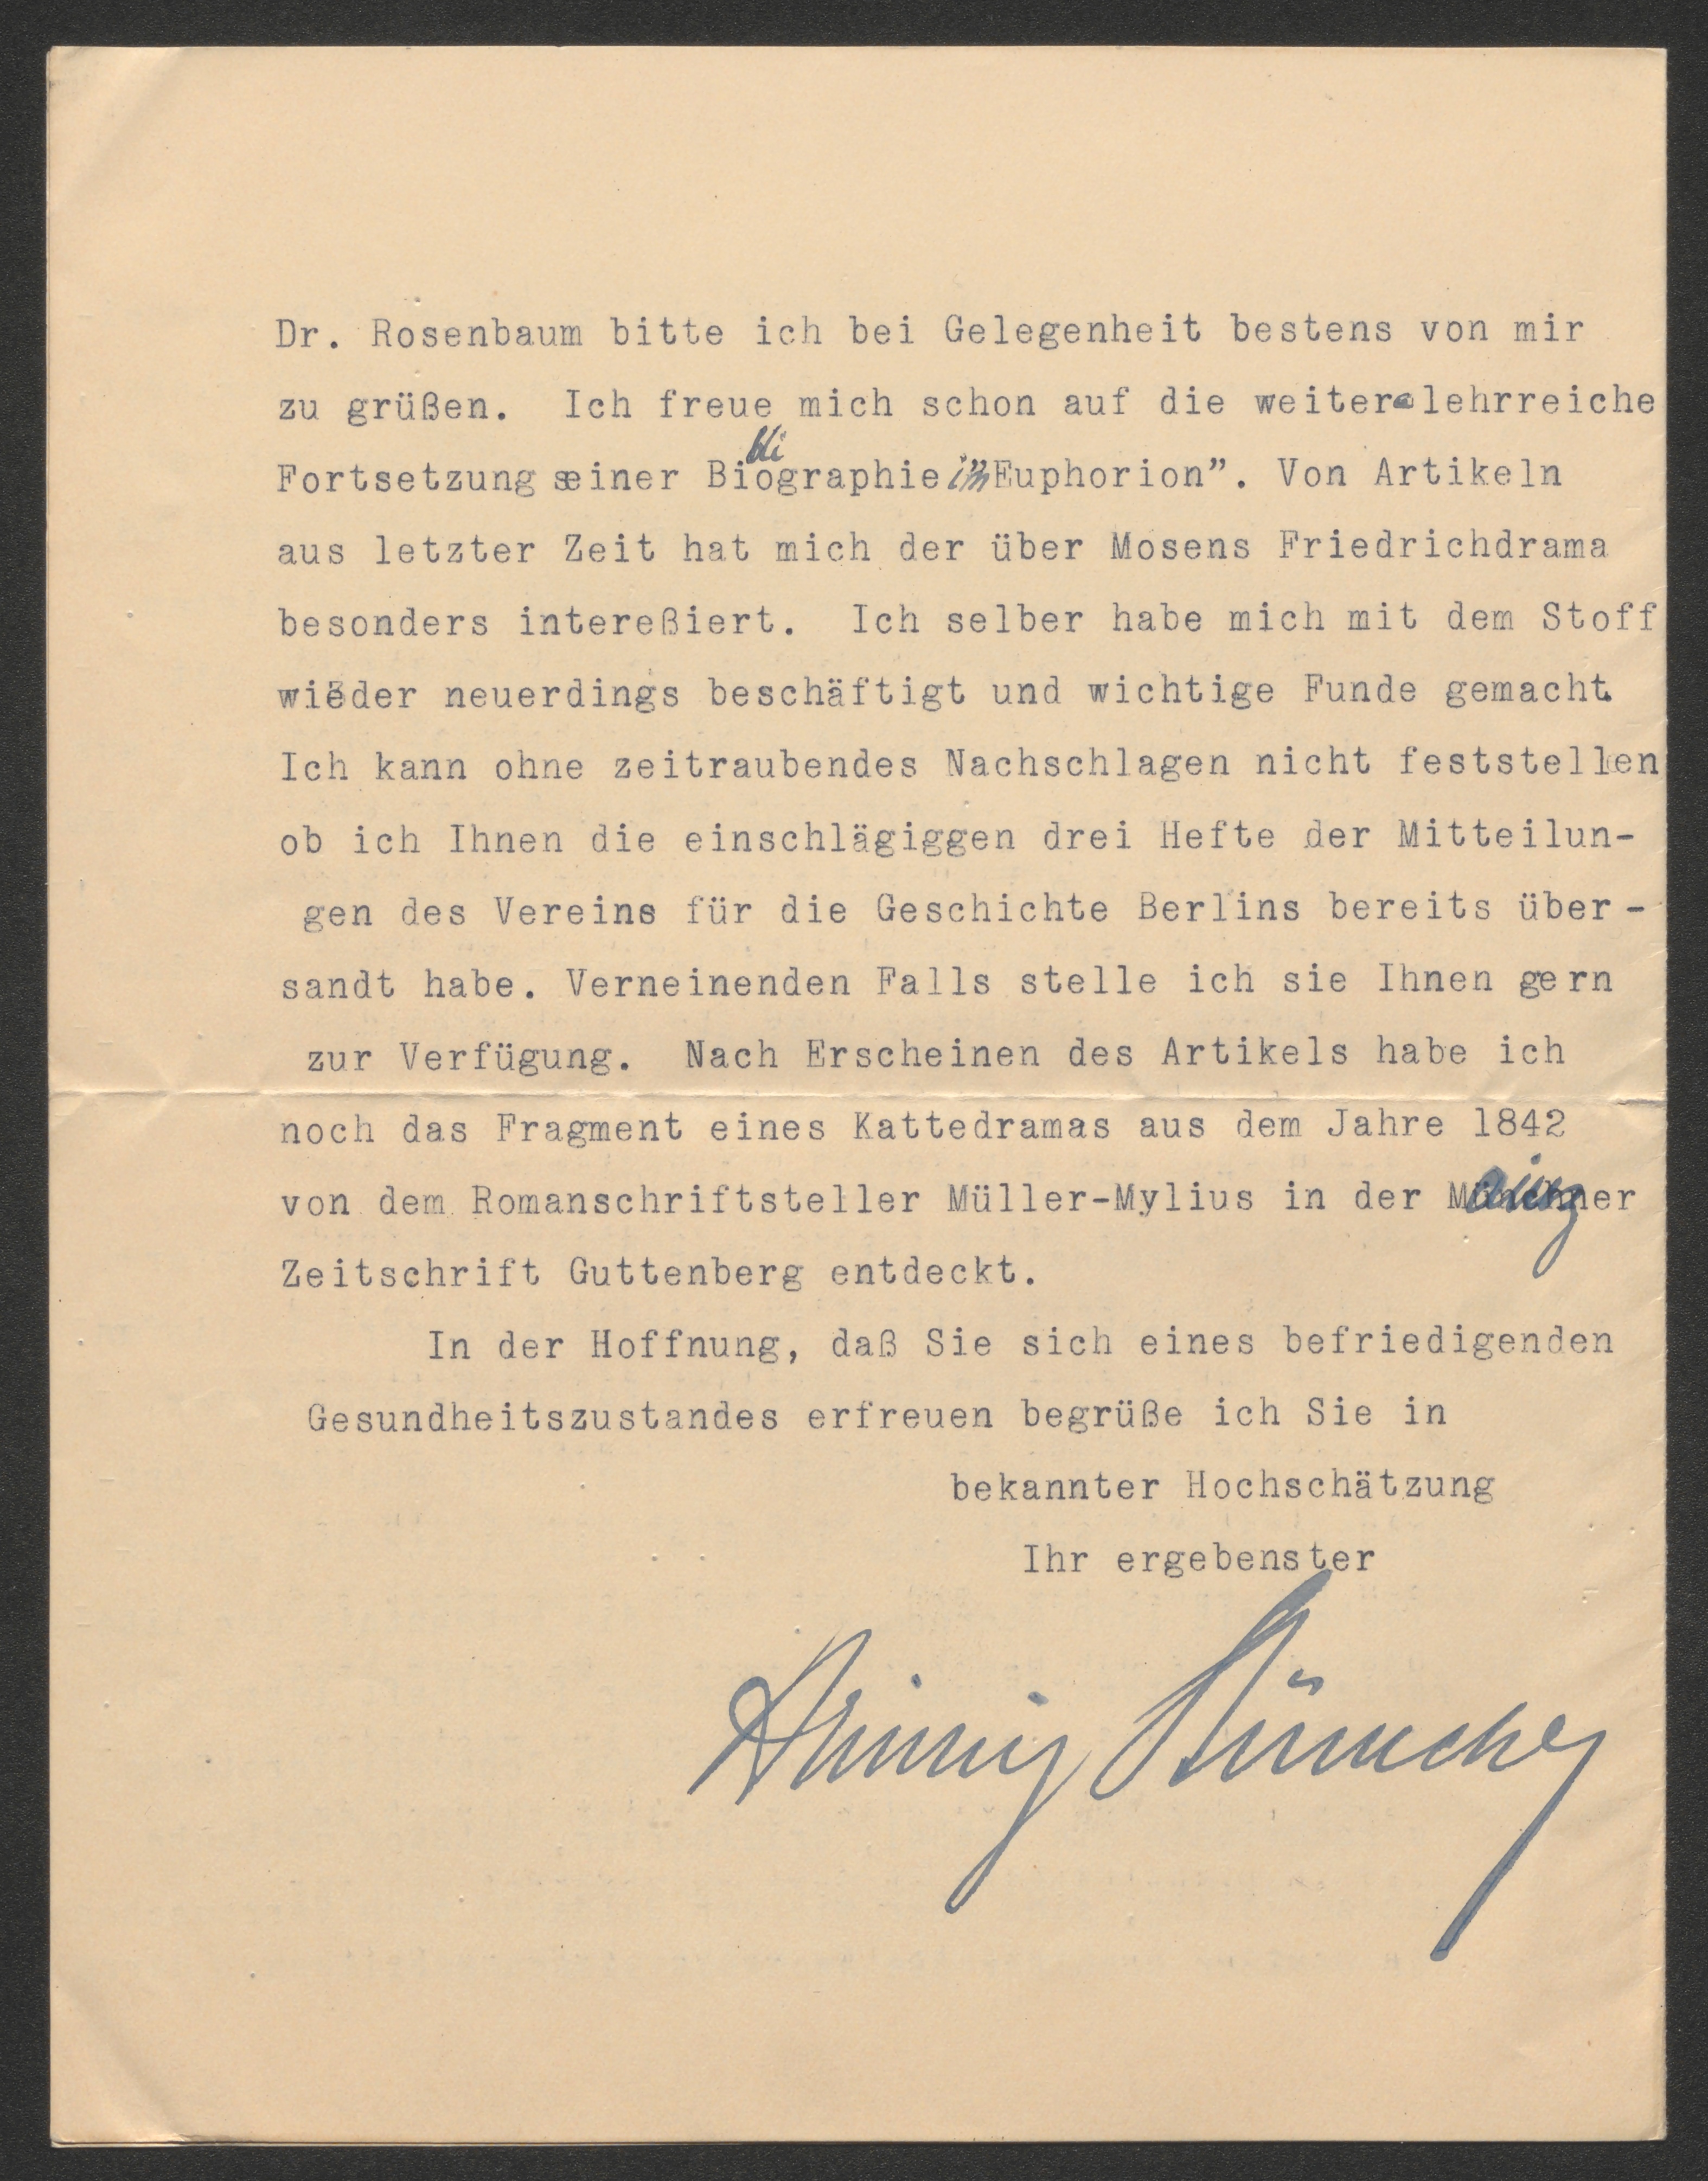 Dr. Rosenbaum bitte ich bei Gelegenheit bestens von mir
zu grüßen. Ich freue mich schon auf die weitere lehrreiche
Fortsetzung seiner Bibliographie im "Euphorion". Von Artikeln
aus letzter Zeit hat mich der über Mosens Friedrichdrama
besonders intereßiert. Ich selber habe mich mit dem Stoff
wieder neuerdings beschäftigt und wichtige Funde gemacht.
Ich kann ohne zeitraubendes Nachschlagen nicht feststellen
ob ich Ihnen die einschlägiggen drei Hefte der Mitteilun-
gen des Vereins für die Geschichte Berlins bereits über-
sandt habe. Verneinenden Falls stelle ich sie Ihnen gern
zur Verfügung. Nach Erscheinen des Artikels habe ich
noch das Fragment eines Kattedramas aus dem Jahre 1842
von dem Romanschriftsteller Müller-Mylius in der Mainzer
Zeitschrift Guttenberg entdeckt.
In der Hoffnung, daß Sie sich eines befriedigenden
Gesundheitszustandes erfreuen begrüße ich Sie in
bekannter Hochschätzung
Ihr ergebenster
Heinrich Stümcke